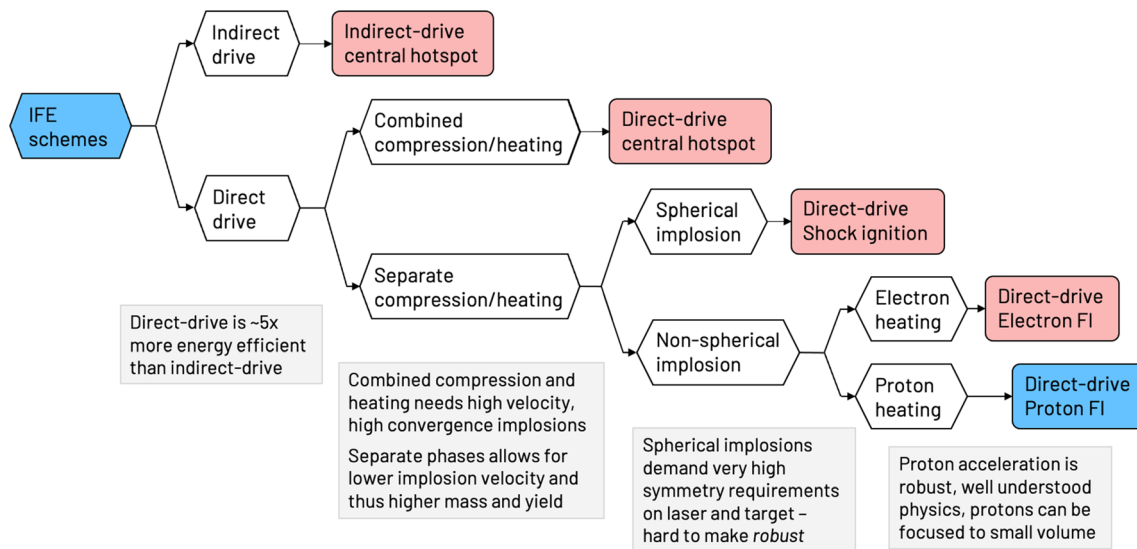 IFE
schemes
Indirect
drive
Indirect-drive
central hotspot
Direct
drive
Combined
compression/heating
Direct-drive
central hotspot
Separate
compression/heating
Spherical
implosion
Direct-drive
Shock ignition
Non-spherical
implosion
Electron
heating
Direct-drive
Electron FI
Proton
heating
Direct-drive
Proton FI
Direct-drive is ~5x
more energy efficient
than indirect-drive
Combined compression and
heating needs high velocity,
high convergence implosions
Separate phases allows for
lower implosion velocity and
thus higher mass and yield
Spherical implosions
demand very high
symmetry requirements
on laser and target –
hard to make robust
Proton acceleration is
robust, well understood
physics, protons can be
focused to small volume